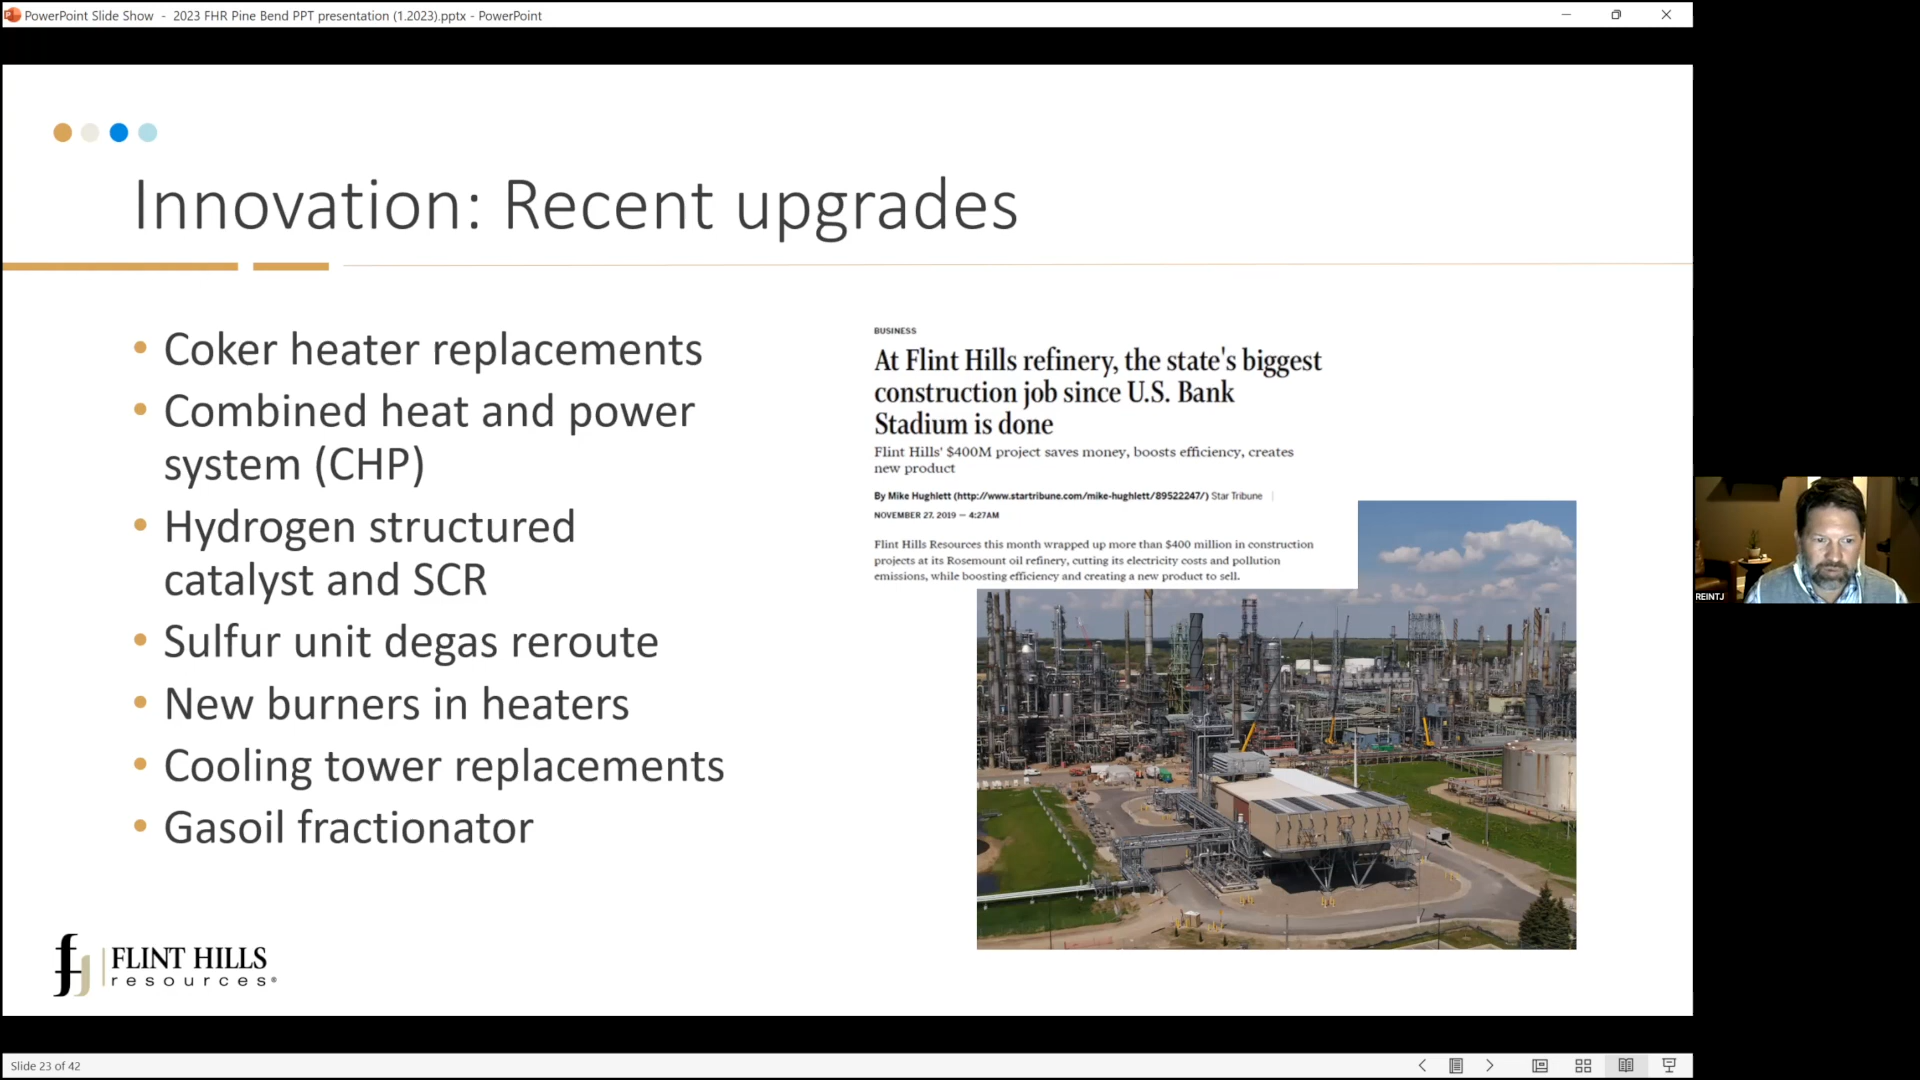 PowerPoint Slide Show - 2023 FHR Pine Bend PPT presentation (1.2023).pptx - PowerPoint
Innovation: Recent upgrades
• Coker heater replacements
• Combined heat and power
system (CHP)
• Hydrogen structured
catalyst and SCR
• Sulfur unit degas reroute
• New burners in heaters
• Cooling tower replacements
• Gasoil fractionator
BUSINESS
At Flint Hills refinery, the state's biggest
construction job since U.S. Bank
Stadium is done
Flint Hills' $400M project saves money, boosts efficiency, creates
new product
By Mike Hughlett (http://www.startribune.com/mike-hughlett/89522247/) Star Tribune
NOVEMBER 27, 2019 — 4:27AM
Flint Hills Resources this month wrapped up more than $400 million in construction
projects at its Rosemount oil refinery, cutting its electricity costs and pollution
emissions, while boosting efficiency and creating a new product to sell.
REINTJ
FLINT HILLS
resources®
Slide 23 of 42